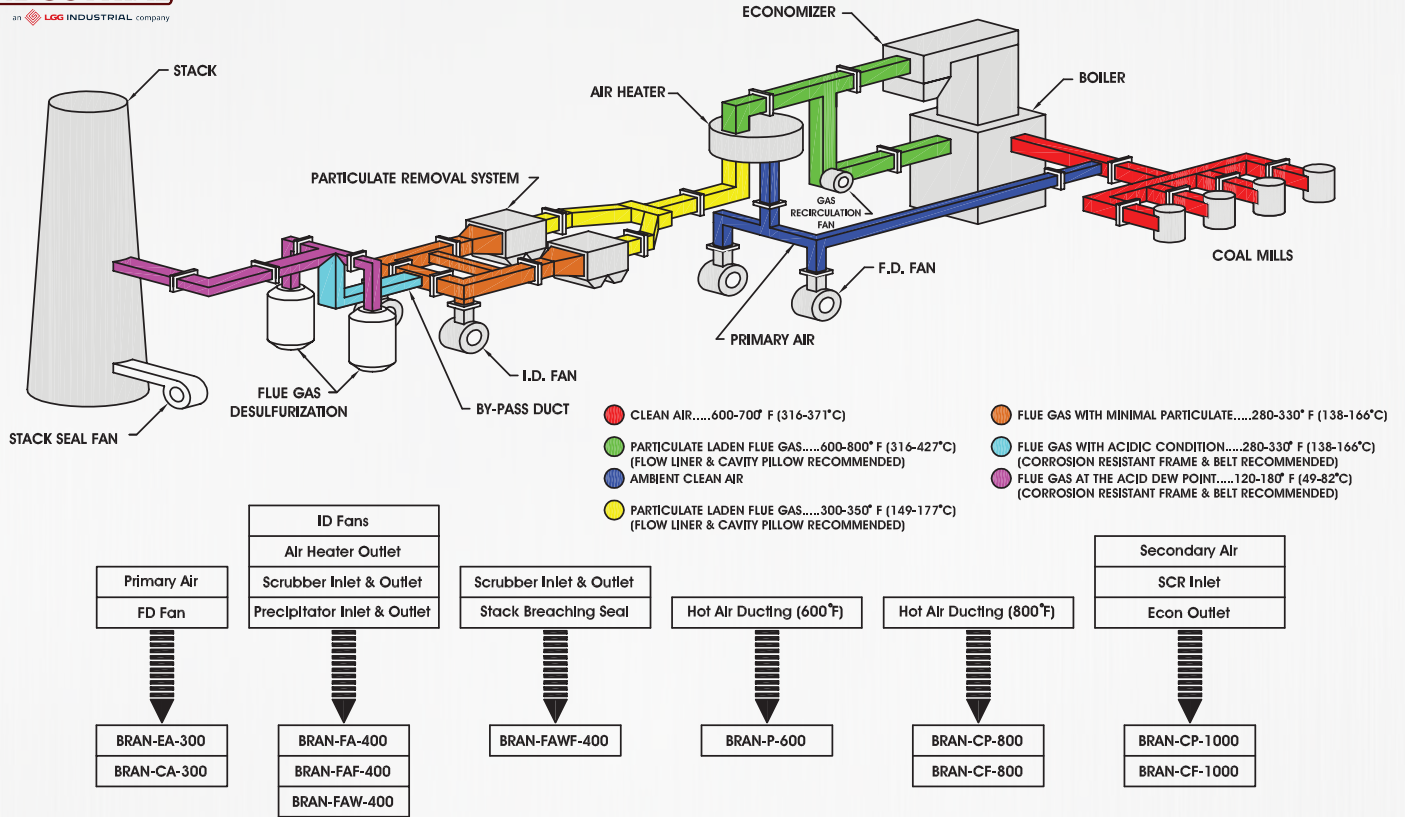 an LGG INDUSTRIAL company
ECONOMIZER
STACK
BOILER
AIR HEATER
PARTICULATE REMOVAL SYSTEM
GAS
RECIRCULATION
FAN
COAL MILLS
F.D. FAN
PRIMARY AIR
I.D. FAN
FLUE GAS
DESULFURIZATION
BY-PASS DUCT
STACK SEAL FAN
CLEAN AIR.....600-700° F (316-371°C)
PARTICULATE LADEN FLUE GAS.....600-800° F (316-427°C)
(FLOW LINER & CAVITY PILLOW RECOMMENDED)
AMBIENT CLEAN AIR
PARTICULATE LADEN FLUE GAS.....300-350° F (149-177°C)
(FLOW LINER & CAVITY PILLOW RECOMMENDED)
FLUE GAS WITH MINIMAL PARTICULATE.....280-330° F (138-166°C)
FLUE GAS WITH ACIDIC CONDITION.....280-330° F (138-166°C)
(CORROSION RESISTANT FRAME & BELT RECOMMENDED)
FLUE GAS AT THE ACID DEW POINT.....120-180° F (49-82°C)
(CORROSION RESISTANT FRAME & BELT RECOMMENDED)
Primary Air
FD Fan
BRAN-EA-300
BRAN-CA-300
ID Fans
Air Heater Outlet
Scrubber Inlet & Outlet
Precipitator Inlet & Outlet
BRAN-FA-400
BRAN-FAF-400
BRAN-FAW-400
Scrubber Inlet & Outlet
Stack Breaching Seal
BRAN-FAWF-400
Hot Air Ducting (600°F)
BRAN-P-600
Hot Air Ducting (800°F)
BRAN-CP-800
BRAN-CF-800
Secondary Air
SCR Inlet
Econ Outlet
BRAN-CP-1000
BRAN-CF-1000